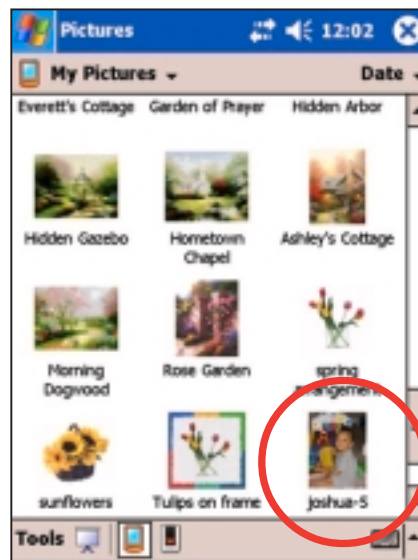 Pictures 12:02
My Pictures Date
Everett's Cottage Garden of Prayer Hidden Arbor
Hidden Gazebo Hometown Ashley's Cottage
Chapel
Morning Rose Garden spring
Dogwood arrangement
sunflowers Tulips on frame joshua-5
Tools